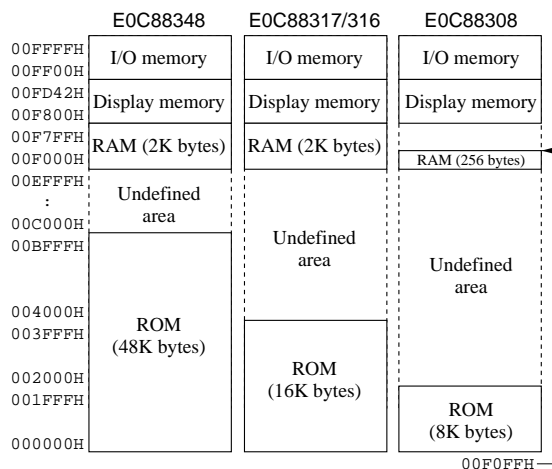 E0C88348 E0C88317/316 E0C88308
00FFFFH
00FF00H
I/O memory I/O memory I/O memory
00FD42H
00F800H
Display memory Display memory Display memory
00F7FFH
00F000H
RAM (2K bytes) RAM (2K bytes)
RAM (256 bytes)
00EFFFH
:
00C000H
Undefined
area
Undefined
area
Undefined
area
00BFFFH
004000H
003FFFH
ROM
(48K bytes)
ROM
(16K bytes)
002000H
001FFFH
ROM
(8K bytes)
000000H
00F0FFH